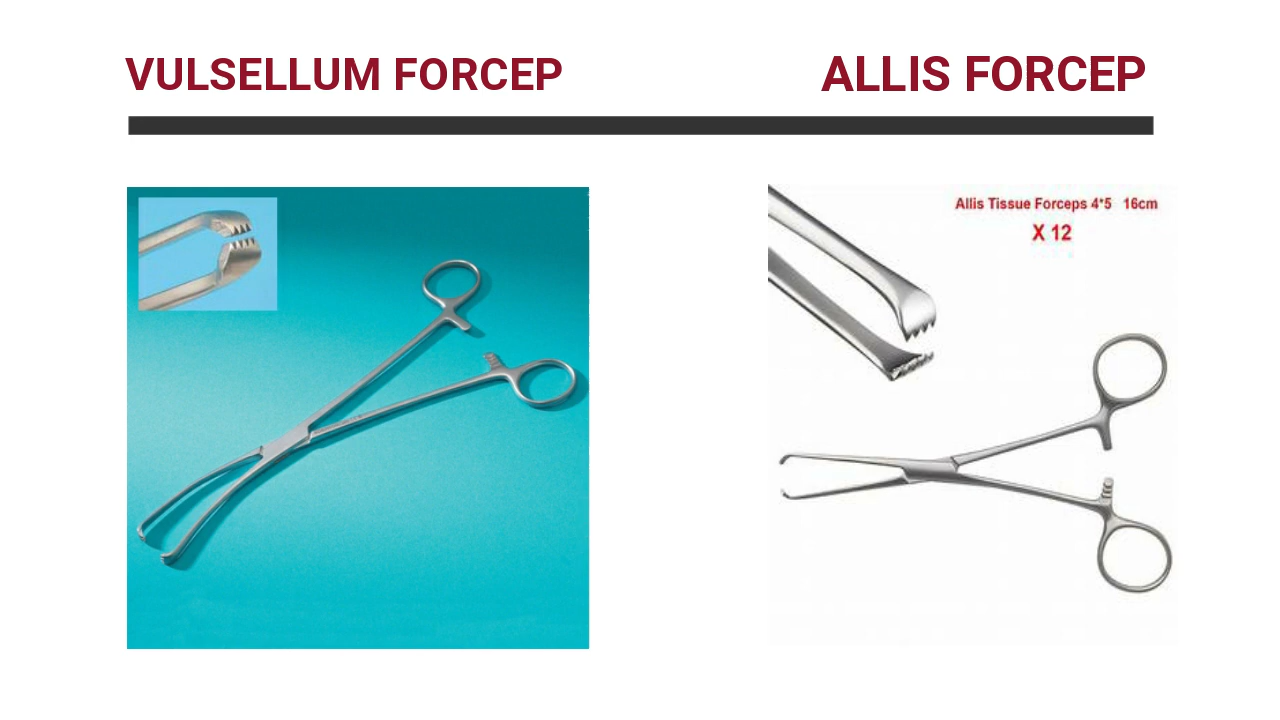 VULSELLUM FORCEP
ALLIS FORCEP
Allis Tissue Forceps 4*5 16cm
X 12